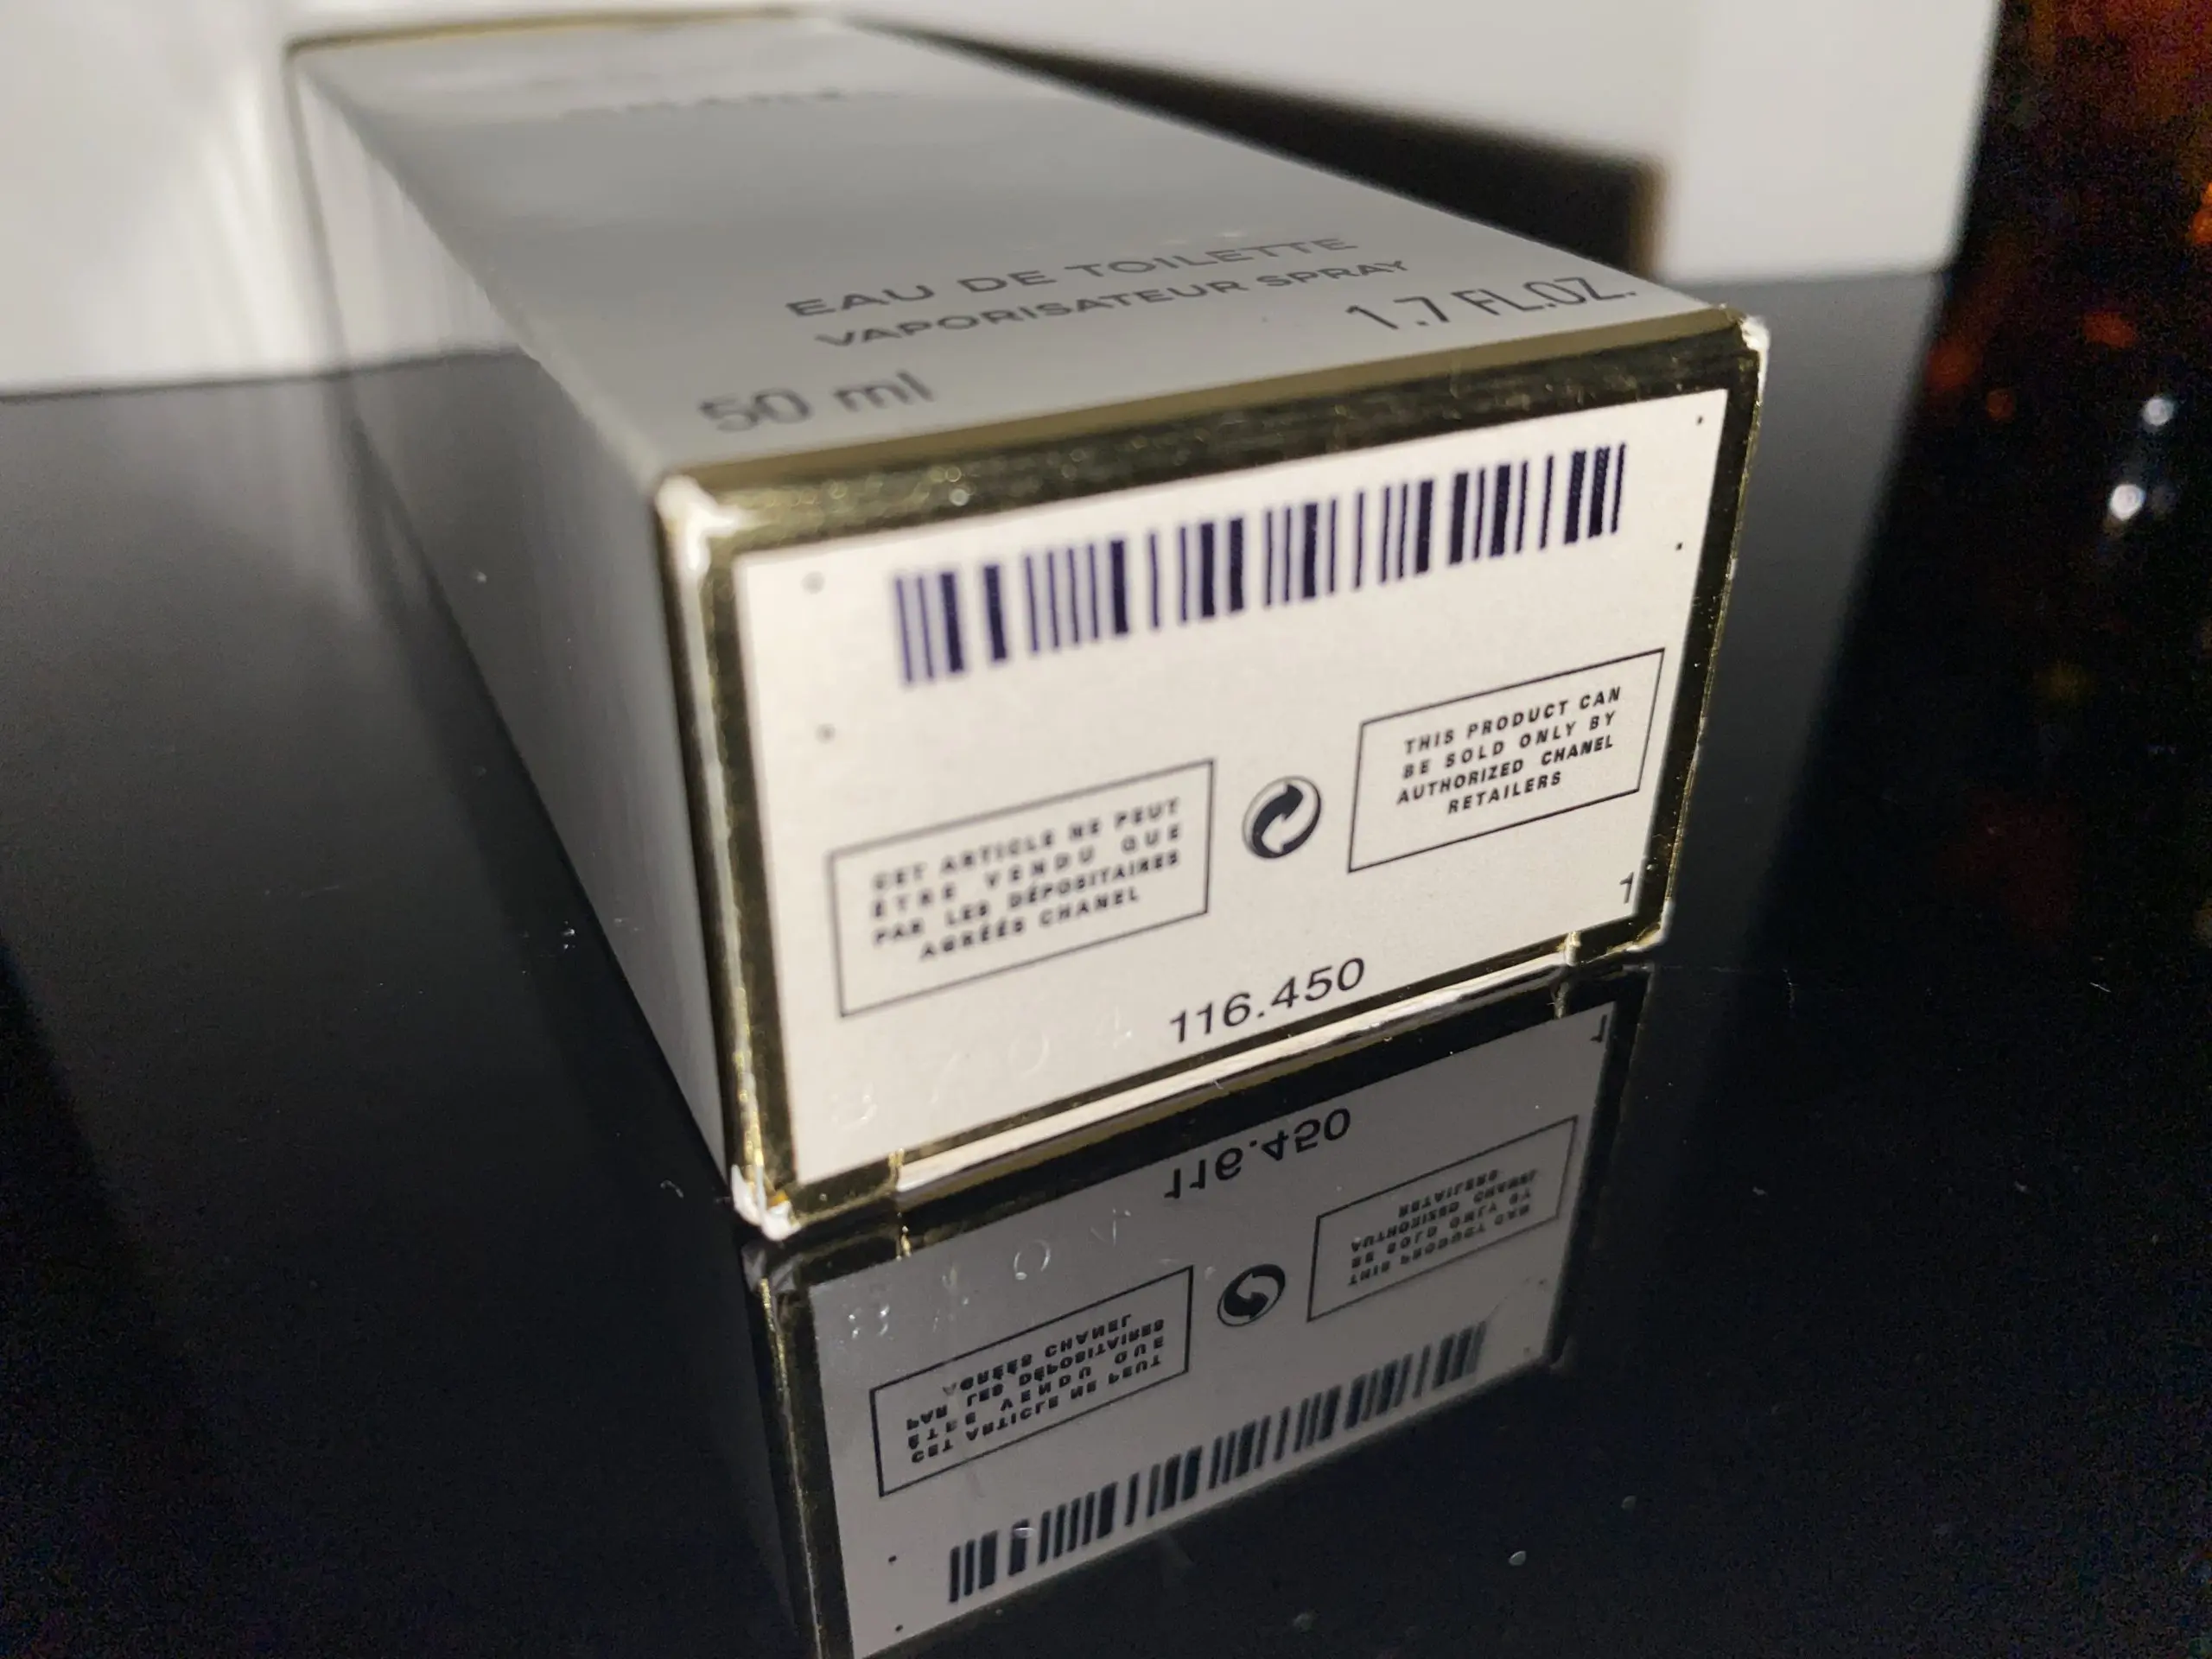 EAU DE TOILETTE
VAPORISATEUR SPRAY
50 ml
1.7 FL.OZ.
CET ARTICLE NE PEUT
ÊTRE VENDU QUE
PAR LES DÉPOSITAIRES
AGRÉÉS CHANEL
THIS PRODUCT CAN
BE SOLD ONLY BY
AUTHORIZED CHANEL
RETAILERS
1
116.450